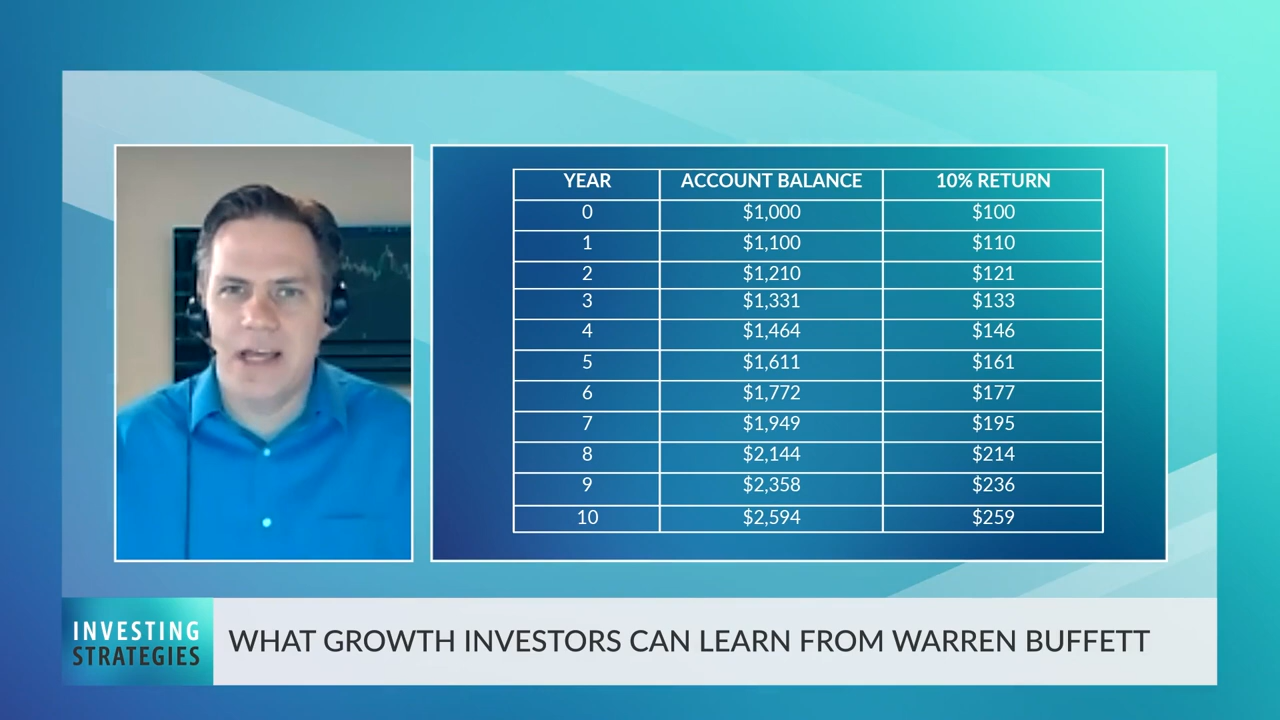 YEAR ACCOUNT BALANCE 10% RETURN
0 $1,000 $100
1 $1,100 $110
2 $1,210 $121
3 $1,331 $133
4 $1,464 $146
5 $1,611 $161
6 $1,772 $177
7 $1,949 $195
8 $2,144 $214
9 $2,358 $236
10 $2,594 $259
INVESTING
STRATEGIES
WHAT GROWTH INVESTORS CAN LEARN FROM WARREN BUFFETT